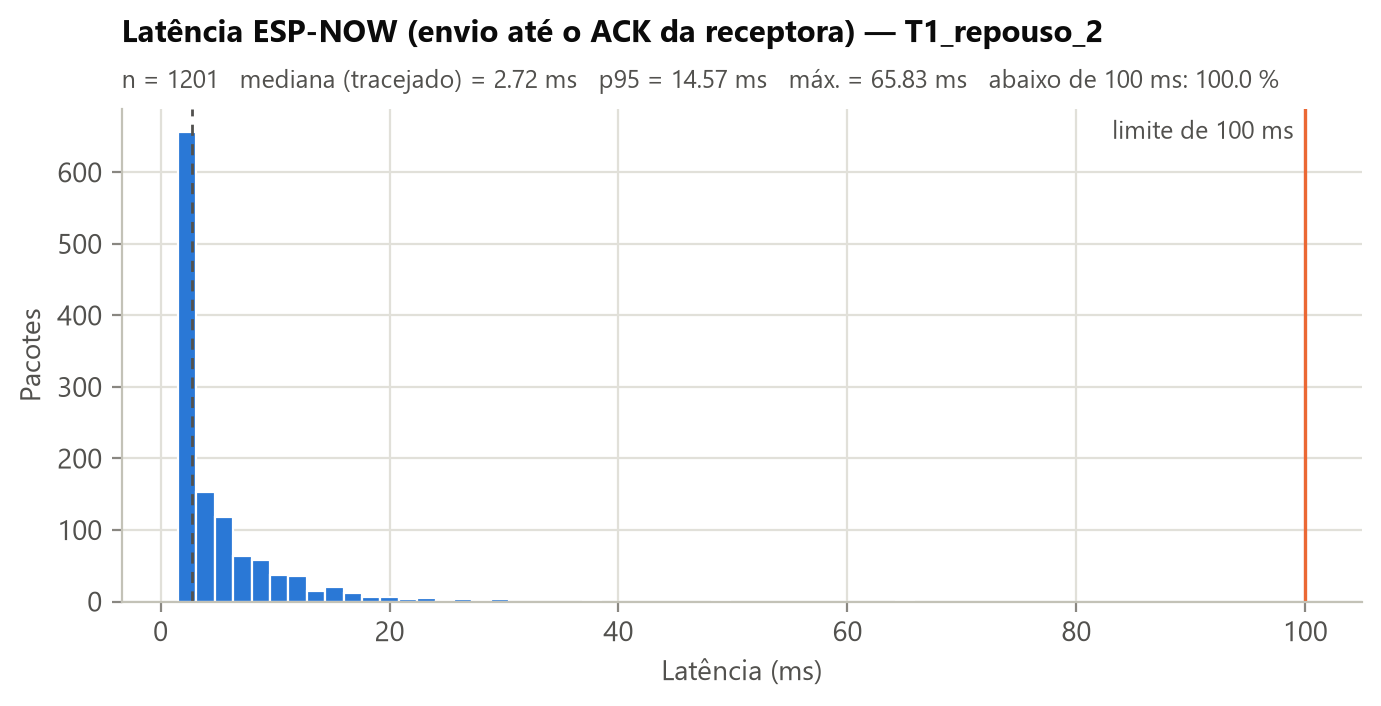 Latência ESP-NOW (envio até o ACK da receptora) — T1_repouso_2
n = 1201 mediana (tracejado) = 2.72 ms p95 = 14.57 ms máx. = 65.83 ms abaixo de 100 ms: 100.0 %
limite de 100 ms
600
500
400
300
200
100
0
Pacotes
0 20 40 60 80 100
Latência (ms)